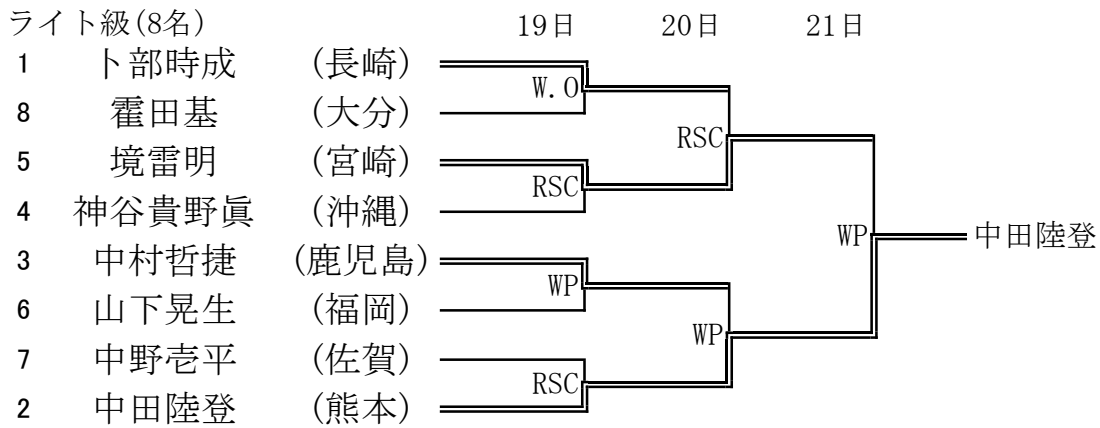 ライト級(8名) 19日 20日 21日
1 卜部時成 (長崎)
W.O
8 霍田基 (大分)
RSC
5 境雷明 (宮崎)
RSC
4 神谷貴野眞 (沖縄)
WP 中田陸登
3 中村哲捷 (鹿児島)
WP
6 山下晃生 (福岡)
WP
7 中野壱平 (佐賀)
RSC
2 中田陸登 (熊本)